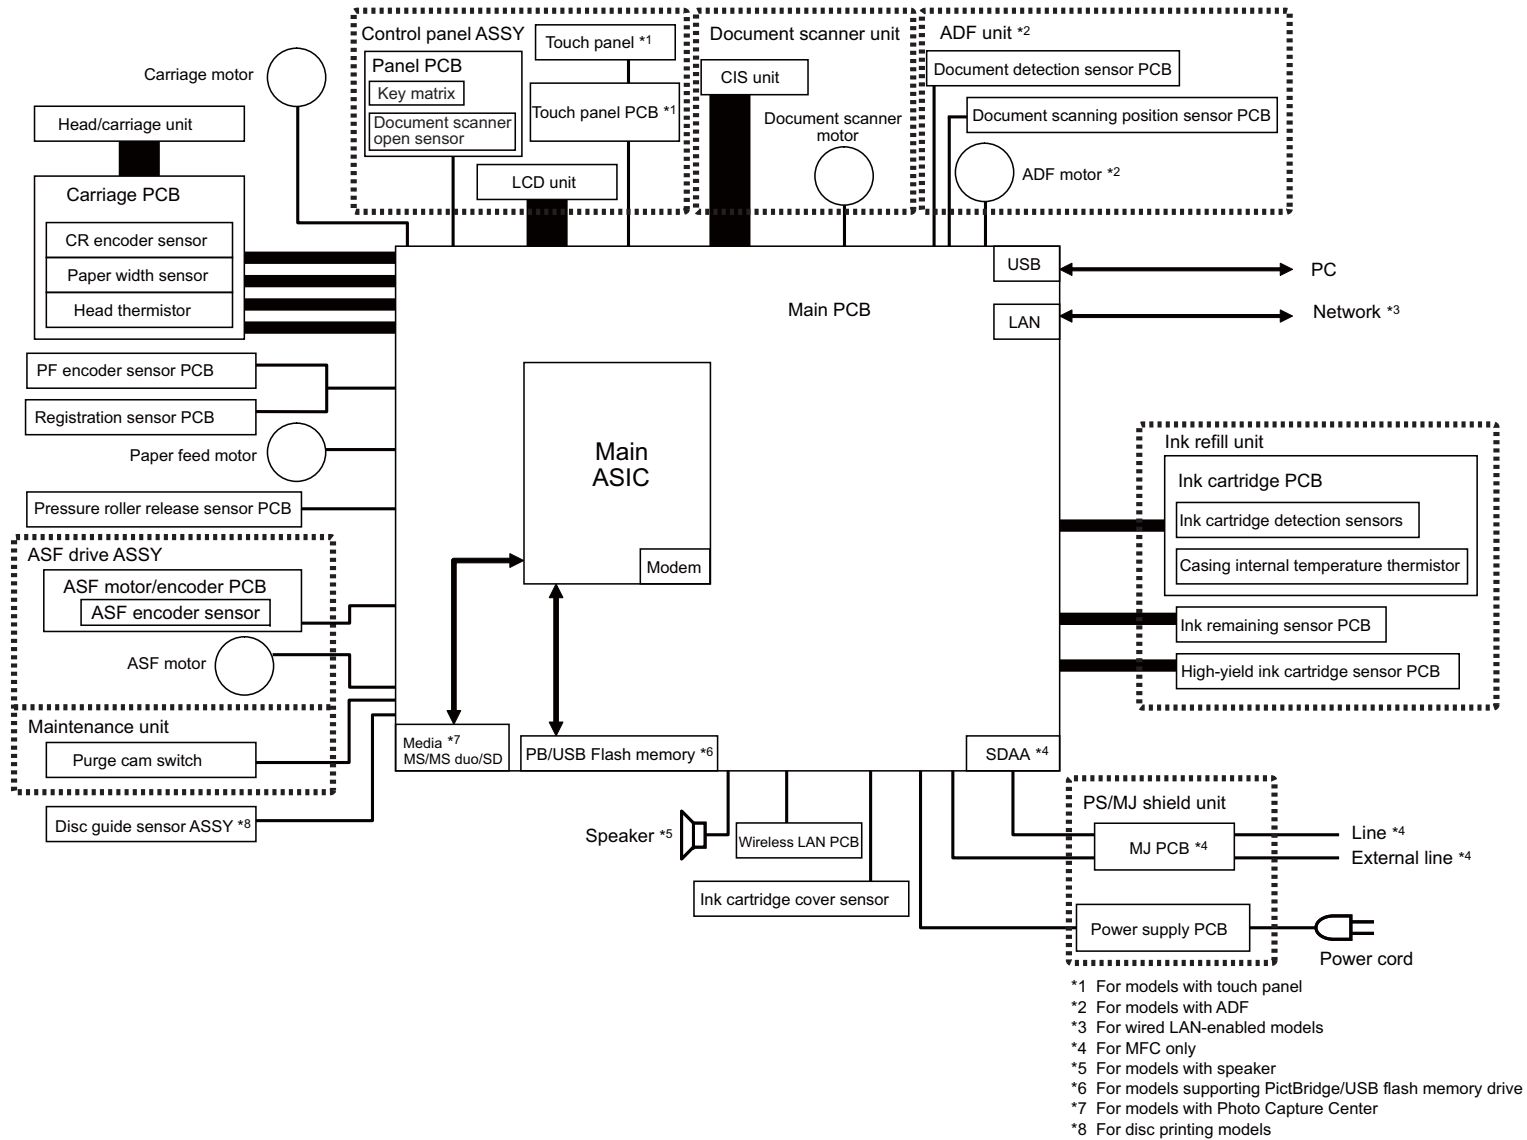 Control panel ASSY
Touch panel *1
Document scanner unit
ADF unit *2
Carriage motor
Panel PCB
Key matrix
Document scanner
open sensor
Touch panel PCB *1
CIS unit
Document detection sensor PCB
Document scanning position sensor PCB
Document scanner
motor
ADF motor *2
LCD unit
Head/carriage unit
Carriage PCB
CR encoder sensor
Paper width sensor
Head thermistor
USB
PC
LAN
Network *3
Main PCB
PF encoder sensor PCB
Registration sensor PCB
Paper feed motor
Pressure roller release sensor PCB
Main
ASIC
Modem
Ink refill unit
Ink cartridge PCB
Ink cartridge detection sensors
Casing internal temperature thermistor
Ink remaining sensor PCB
High-yield ink cartridge sensor PCB
ASF drive ASSY
ASF motor/encoder PCB
ASF encoder sensor
ASF motor
Maintenance unit
Purge cam switch
Disc guide sensor ASSY *8
Media *7
MS/MS duo/SD
PB/USB Flash memory *6
SDAA *4
Speaker *5
Wireless LAN PCB
Ink cartridge cover sensor
PS/MJ shield unit
MJ PCB *4
Line *4
External line *4
Power supply PCB
Power cord
*1 For models with touch panel
*2 For models with ADF
*3 For wired LAN-enabled models
*4 For MFC only
*5 For models with speaker
*6 For models supporting PictBridge/USB flash memory drive
*7 For models with Photo Capture Center
*8 For disc printing models